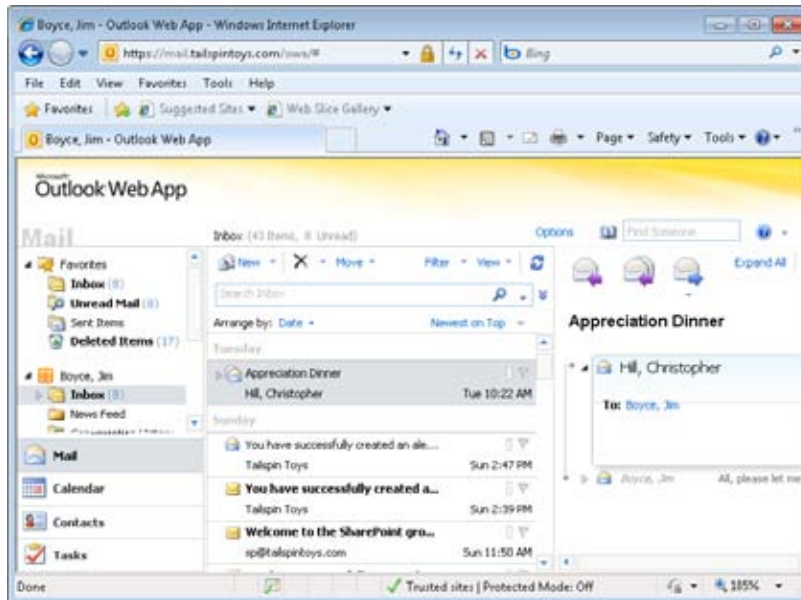 Boyce, Jim - Outlook Web App - Windows Internet Explorer
https://mail.tailspintoys.com/owa/#
Bing
File Edit View Favorites Tools Help
Favorites Suggested Sites Web Slice Gallery
Boyce, Jim - Outlook Web App Page Safety Tools
Microsoft
Outlook Web App
Mail
Inbox (43 Items, 8 Unread) Options Find Someone
Favorites
Inbox (8)
Unread Mail (8)
Sent Items
Deleted Items (17)
Boyce, Jim
Inbox (8)
News Feed
Conversation History
Mail
Calendar
Contacts
Tasks
New Move Filter View
Search Inbox
Arrange by: Date Newest on Top
Tuesday
Appreciation Dinner
Hill, Christopher Tue 10:22 AM
Sunday
You have successfully created an ale...
Tailspin Toys Sun 2:47 PM
You have successfully created a...
Tailspin Toys Sun 2:39 PM
Welcome to the SharePoint gro...
sp@tailspintoys.com Sun 11:50 AM
Expand All
Appreciation Dinner
Hill, Christopher
To: Boyce, Jim
Boyce, Jim All, please let me
Done Trusted sites | Protected Mode: Off 105%